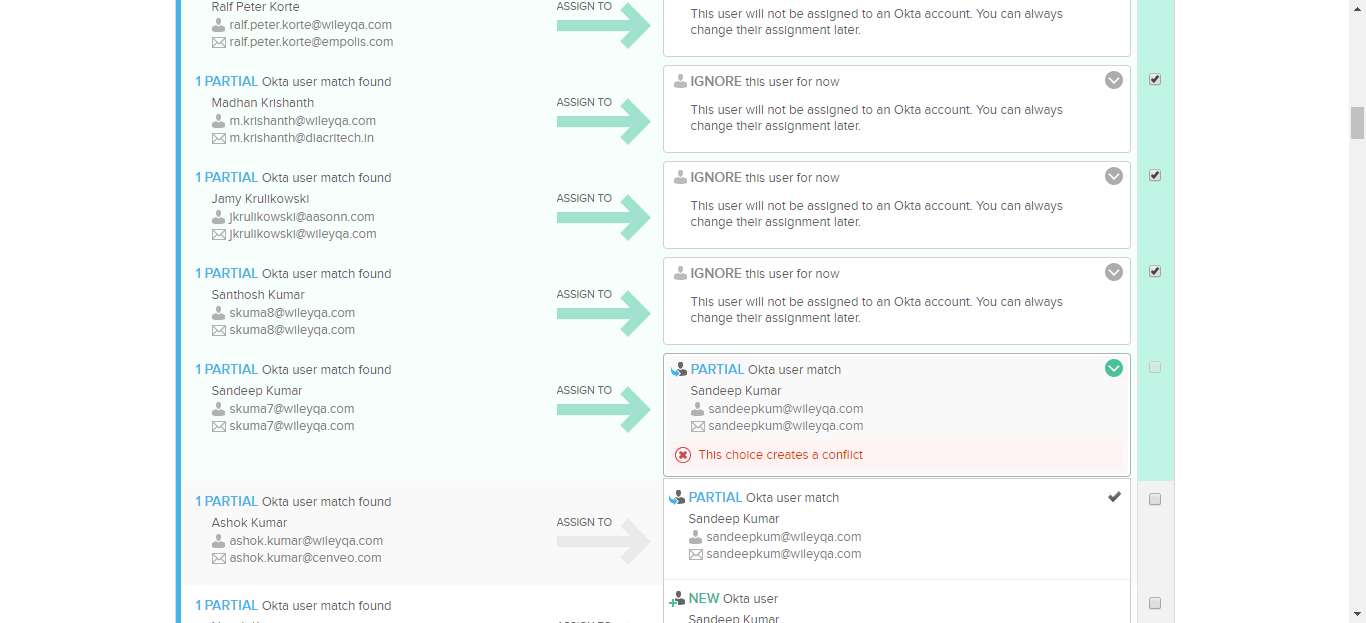 Ralf Peter Korte
ralf.peter.korte@wileyqa.com
ralf.peter.korte@empolis.com
ASSIGN TO
This user will not be assigned to an Okta account. You can always
change their assignment later.
1 PARTIAL Okta user match found
Madhan Krishanth
m.krishanth@wileyqa.com
m.krishanth@diacritech.in
ASSIGN TO
IGNORE this user for now
This user will not be assigned to an Okta account. You can always
change their assignment later.
1 PARTIAL Okta user match found
Jamy Krulikowski
jkrulikowski@aasonn.com
jkrulikowski@wileyqa.com
ASSIGN TO
IGNORE this user for now
This user will not be assigned to an Okta account. You can always
change their assignment later.
1 PARTIAL Okta user match found
Santhosh Kumar
skuma8@wileyqa.com
skuma8@wileyqa.com
ASSIGN TO
IGNORE this user for now
This user will not be assigned to an Okta account. You can always
change their assignment later.
1 PARTIAL Okta user match found
Sandeep Kumar
skuma7@wileyqa.com
skuma7@wileyqa.com
ASSIGN TO
PARTIAL Okta user match
Sandeep Kumar
sandeepkum@wileyqa.com
sandeepkum@wileyqa.com
This choice creates a conflict
1 PARTIAL Okta user match found
Ashok Kumar
ashok.kumar@wileyqa.com
ashok.kumar@cenveo.com
ASSIGN TO
PARTIAL Okta user match
Sandeep Kumar
sandeepkum@wileyqa.com
sandeepkum@wileyqa.com
1 PARTIAL Okta user match found
NEW Okta user
Sandeep Kumar